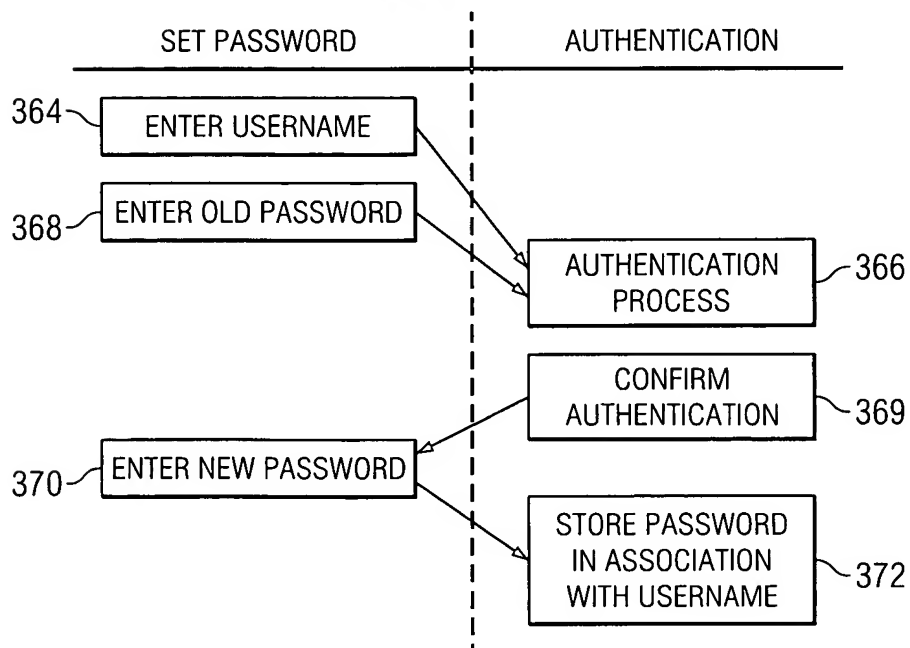 SET PASSWORD
AUTHENTICATION
364
ENTER USERNAME
368
ENTER OLD PASSWORD
AUTHENTICATION
PROCESS
366
CONFIRM
AUTHENTICATION
369
370
ENTER NEW PASSWORD
STORE PASSWORD
IN ASSOCIATION
WITH USERNAME
372